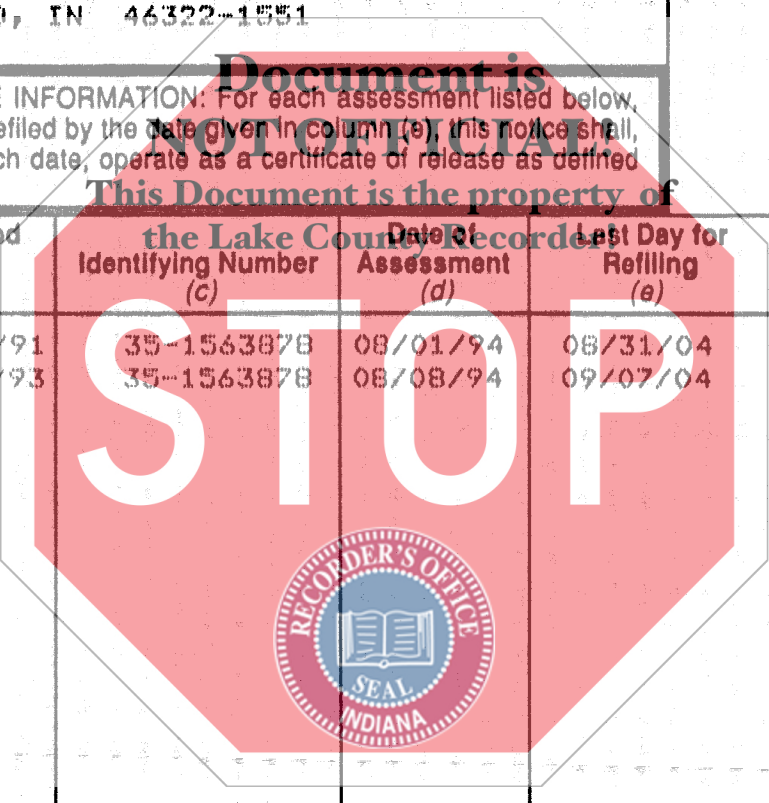 , IN 46322-1551
Document is
INFORMATION: For each assessment listed below,
efiled by the date given in column (e), this notice shall,
NOT OFFICIAL!
ch date, operate as a certificate of release as defined
This Document is the property of
the Lake County Recorder!
ed
Identifying Number
(c)
Date of
Assessment
(d)
Last Day for
Refiling
(e)
/91 35-1563878 08/01/94 08/31/04
/93 35-1563878 08/08/94 09/07/04
STOP
RECORDER'S OFFICE
SEAL
INDIANA